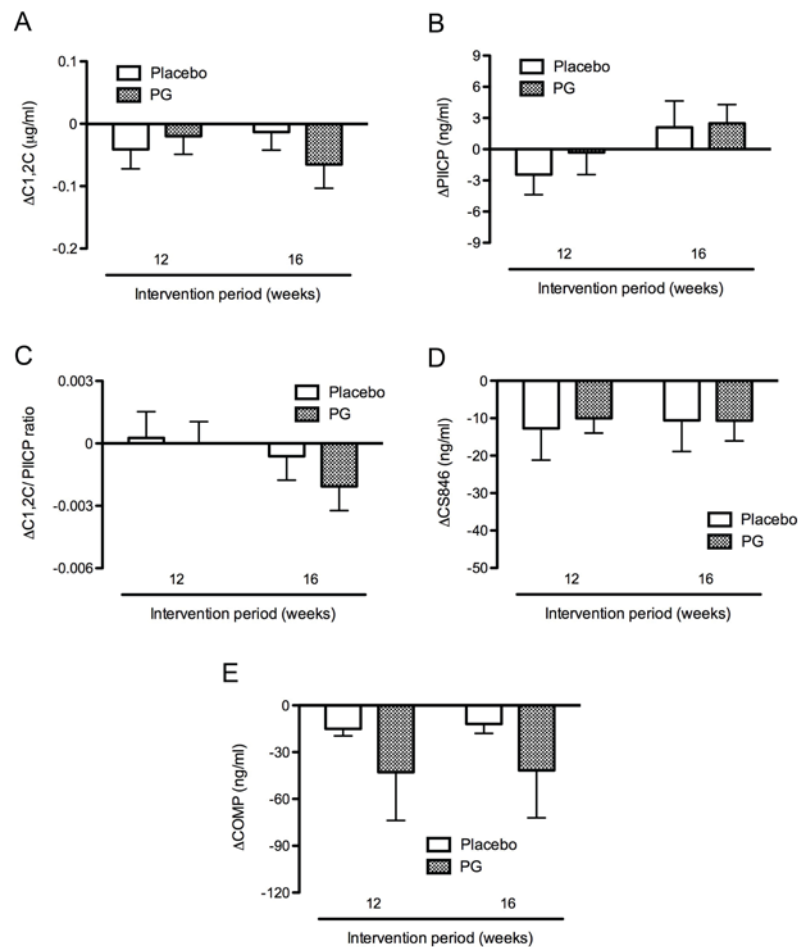 A
0.1
0
-0.1
-0.2
ΔC1,2C (μg/ml)
Placebo
PG
12 16
Intervention period (weeks)
B
9
6
3
0
-3
-6
-9
ΔPIICP (ng/ml)
Placebo
PG
12 16
Intervention period (weeks)
C
0.003
0
-0.003
-0.006
ΔC1,2C/ PIICP ratio
Placebo
PG
12 16
Intervention period (weeks)
D
0
-10
-20
-30
-40
-50
ΔCS846 (ng/ml)
Placebo
PG
12 16
Intervention period (weeks)
E
0
-30
-60
-90
-120
ΔCOMP (ng/ml)
Placebo
PG
12 16
Intervention period (weeks)